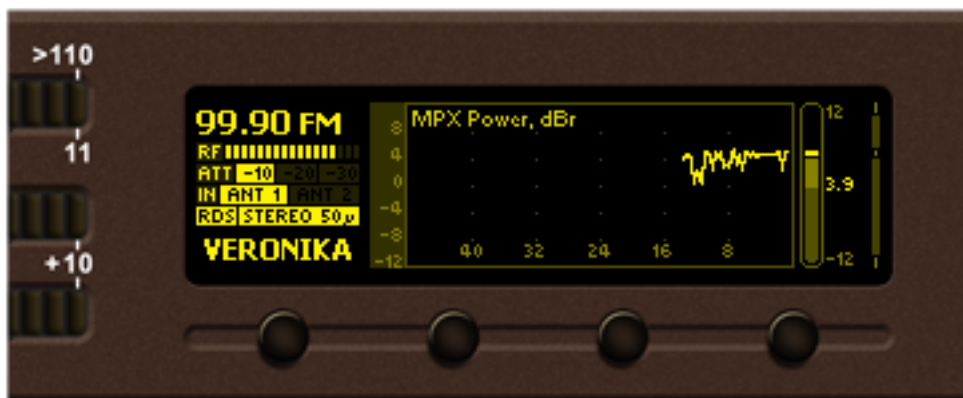 >110
11
+10
99.90 FM
RF
ATT -10 -20 -30
IN ANT 1 ANT 2
RDS STEREO 50µ
VERONIKA
MPX Power, dBr
8
4
0
-4
-8
-12
40 32 24 16 8
12
3.9
-12